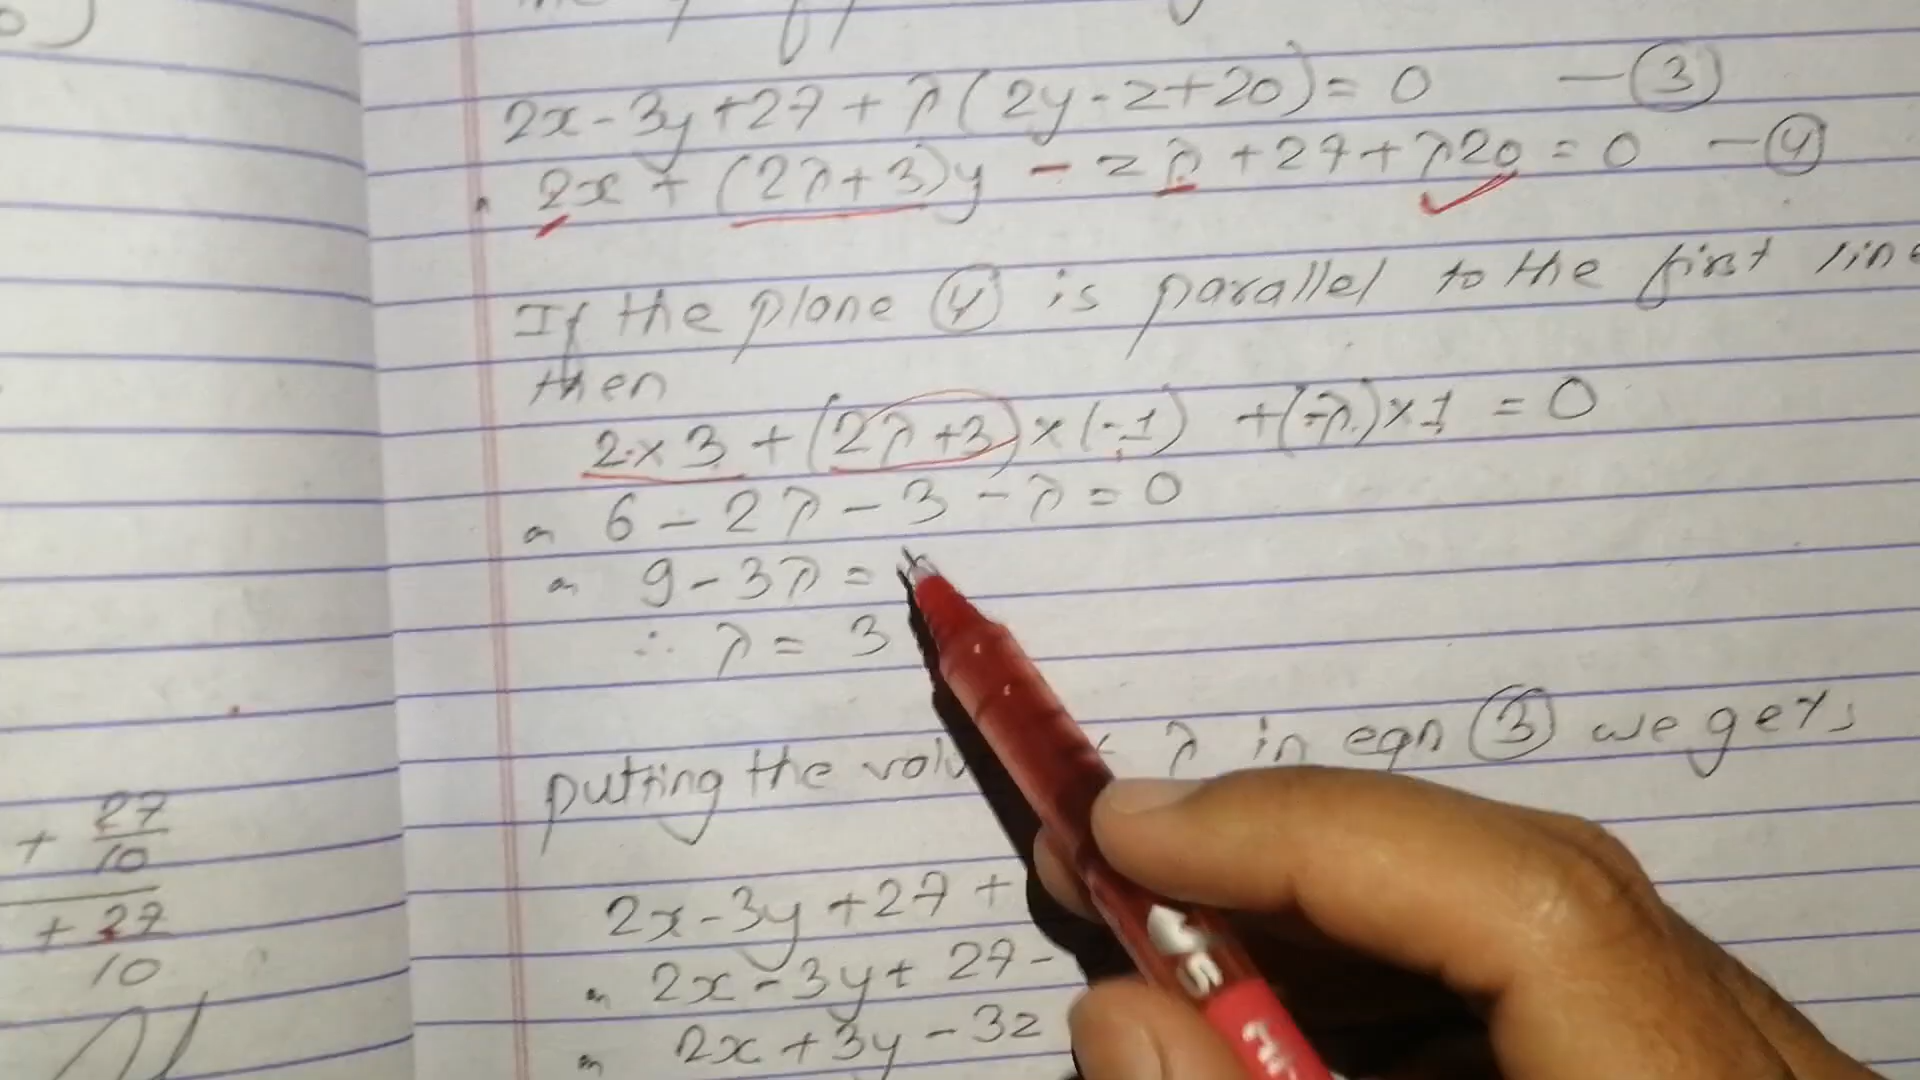 2x - 3y + 27 + λ(2y - z + 20) = 0 — ③
2x + (2λ + 3)y - zλ + 27 + λ20 = 0 — ④
If the plane ④ is parallel to the first line
then
2 × 3 + (2λ + 3) × (-1) + (-λ) × 1 = 0
6 - 2λ - 3 - λ = 0
9 - 3λ =
∴ λ = 3
putting the λ in eqn ③ we gets
2x - 3y + 27 +
2x - 3y + 27 -
2x + 3y - 3z
+ 27
10
+ 27
10